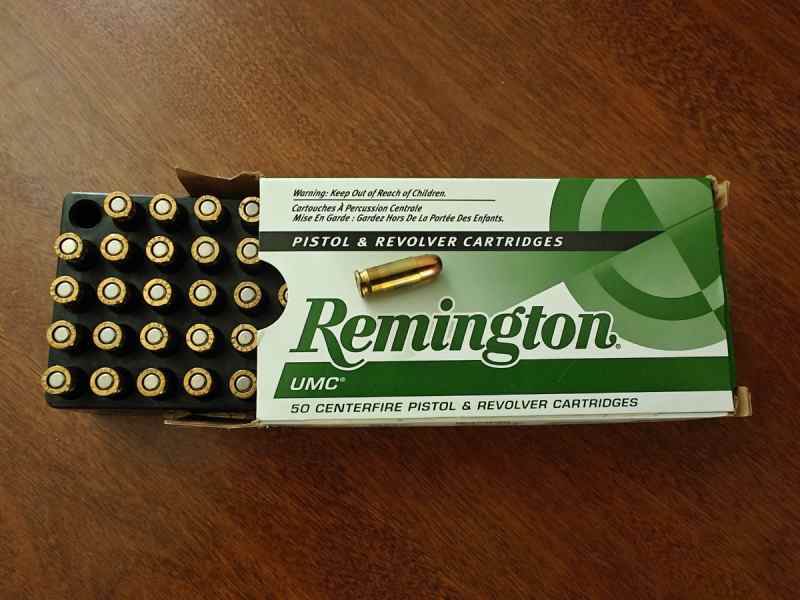 Warning: Keep Out of Reach of Children.
Cartouches À Percussion Centrale
Mise En Garde : Gardez Hors De La Portée Des Enfants.
PISTOL & REVOLVER CARTRIDGES
Remington®
UMC®
50 CENTERFIRE PISTOL & REVOLVER CARTRIDGES